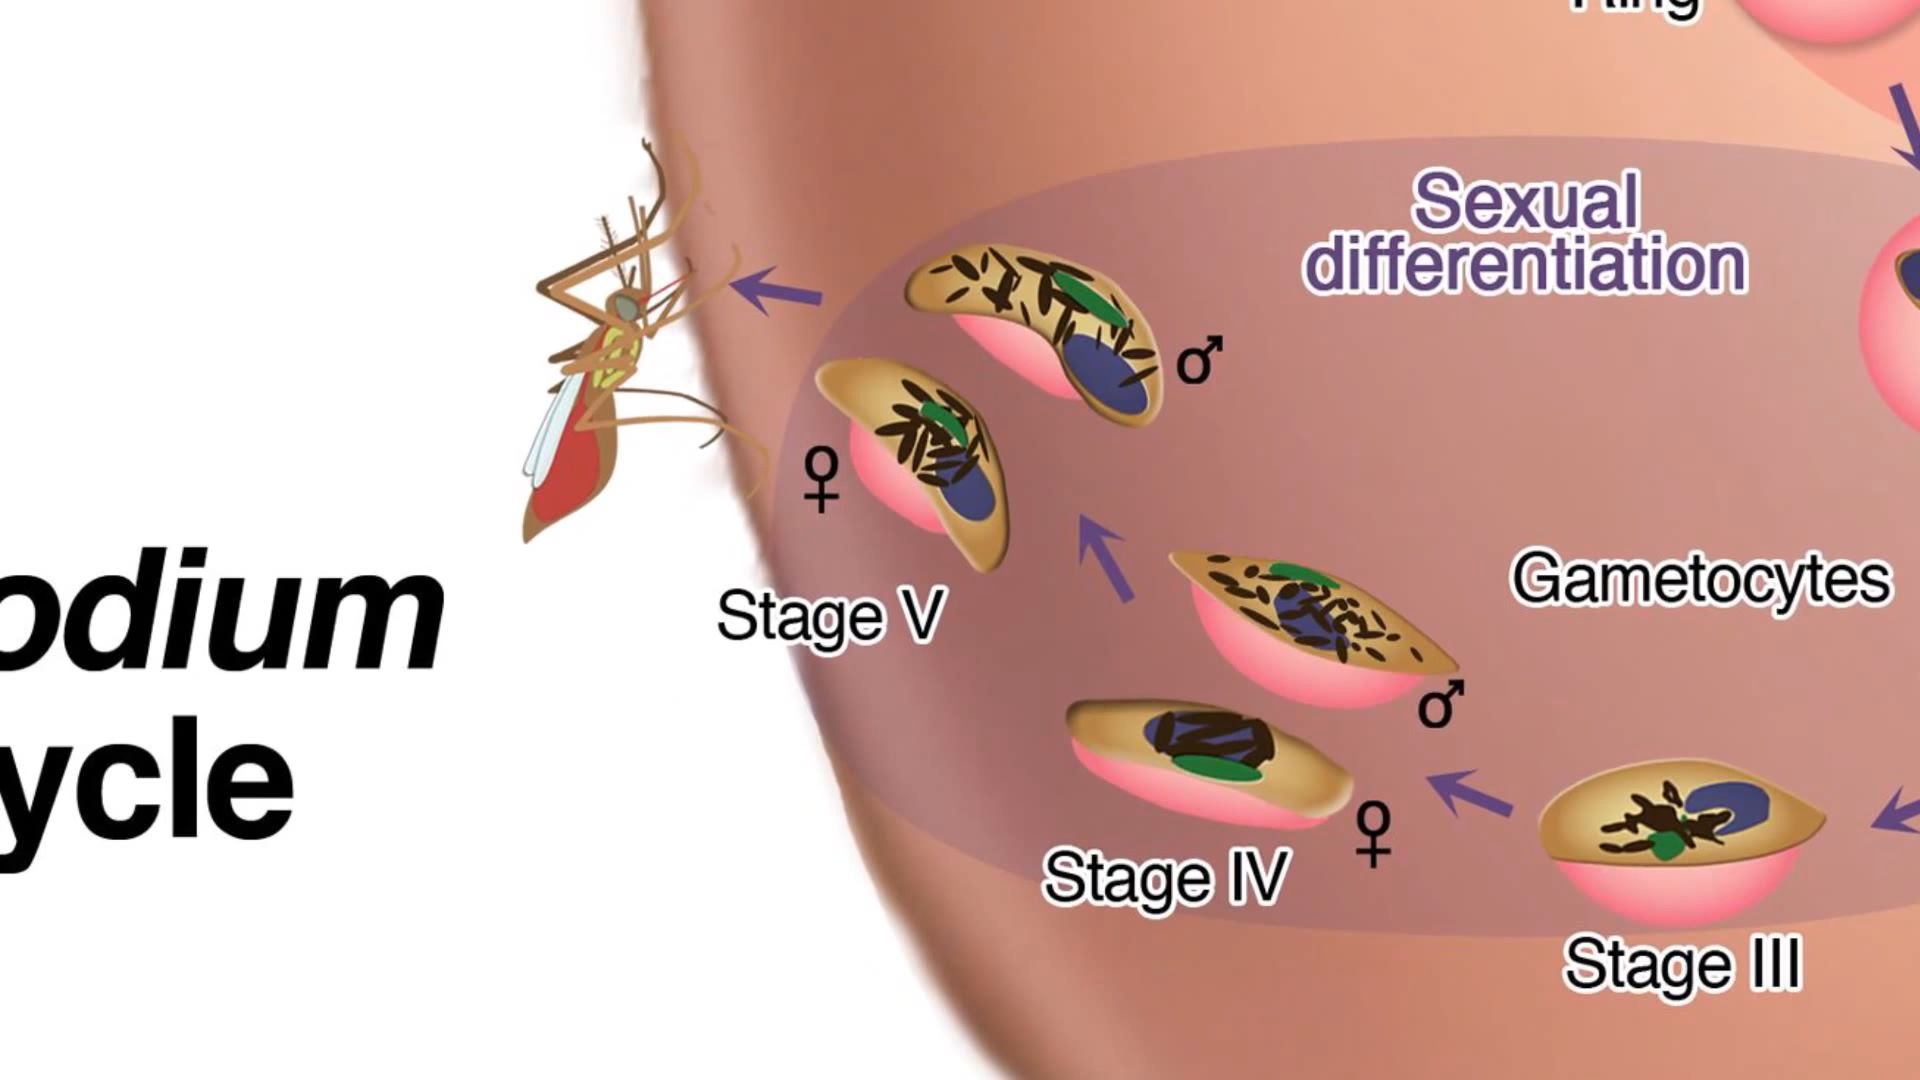 Sexual
differentiation
♂
♀
Gametocytes
Stage V
odium
♂
ycle
♀
Stage IV
Stage III